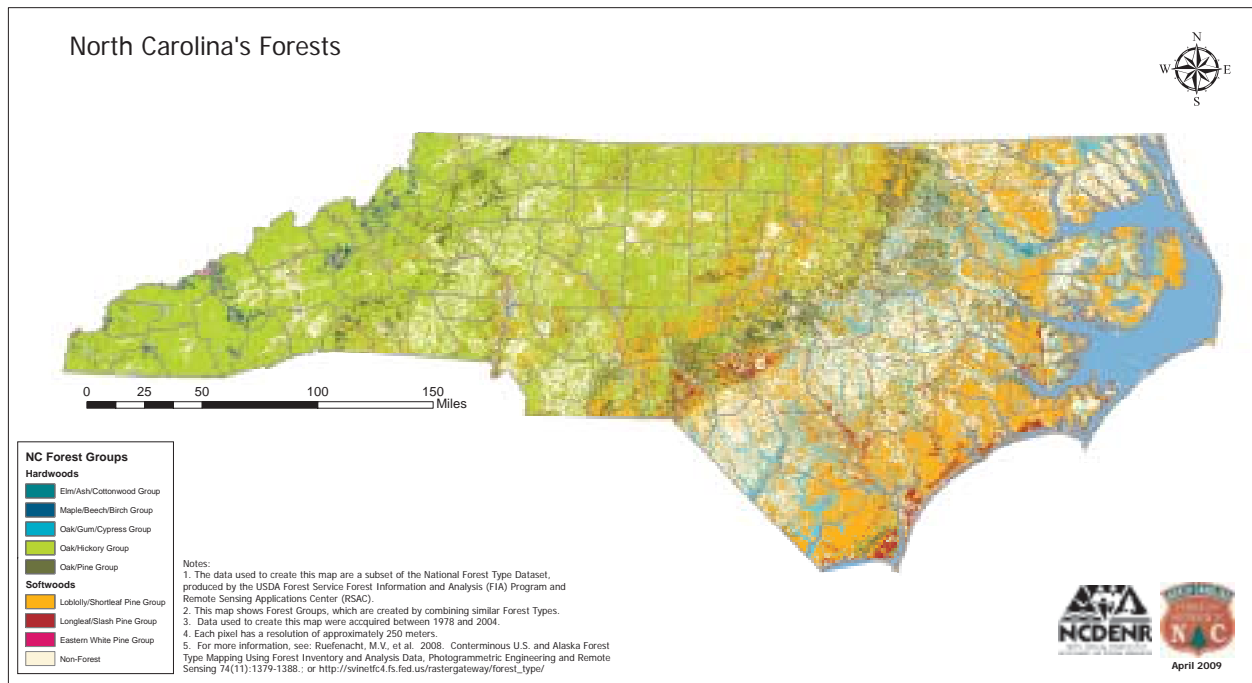 North Carolina's Forests
N
W
E
S
0
25
50
100
150
Miles
NC Forest Groups
Hardwoods
Elm/Ash/Cottonwood Group
Maple/Beech/Birch Group
Oak/Gum/Cypress Group
Oak/Hickory Group
Oak/Pine Group
Softwoods
Loblolly/Shortleaf Pine Group
Longleaf/Slash Pine Group
Eastern White Pine Group
Non-Forest
Notes:
1. The data used to create this map are a subset of the National Forest Type Dataset,
produced by the USDA Forest Service Forest Information and Analysis (FIA) Program and
Remote Sensing Applications Center (RSAC).
2. This map shows Forest Groups, which are created by combining similar Forest Types.
3. Data used to create this map were accquired between 1978 and 2004.
4. Each pixel has a resolution of approximately 250 meters.
5. For more information, see: Ruefenacht, M.V., et al. 2008. Conterminous U.S. and Alaska Forest
Type Mapping Using Forest Inventory and Analysis Data, Photogrammetric Engineering and Remote
Sensing 74(11):1379-1388.; or http://svinetfc4.fs.fed.us/rastergateway/forest_type/
NCDENR
N C
April 2009